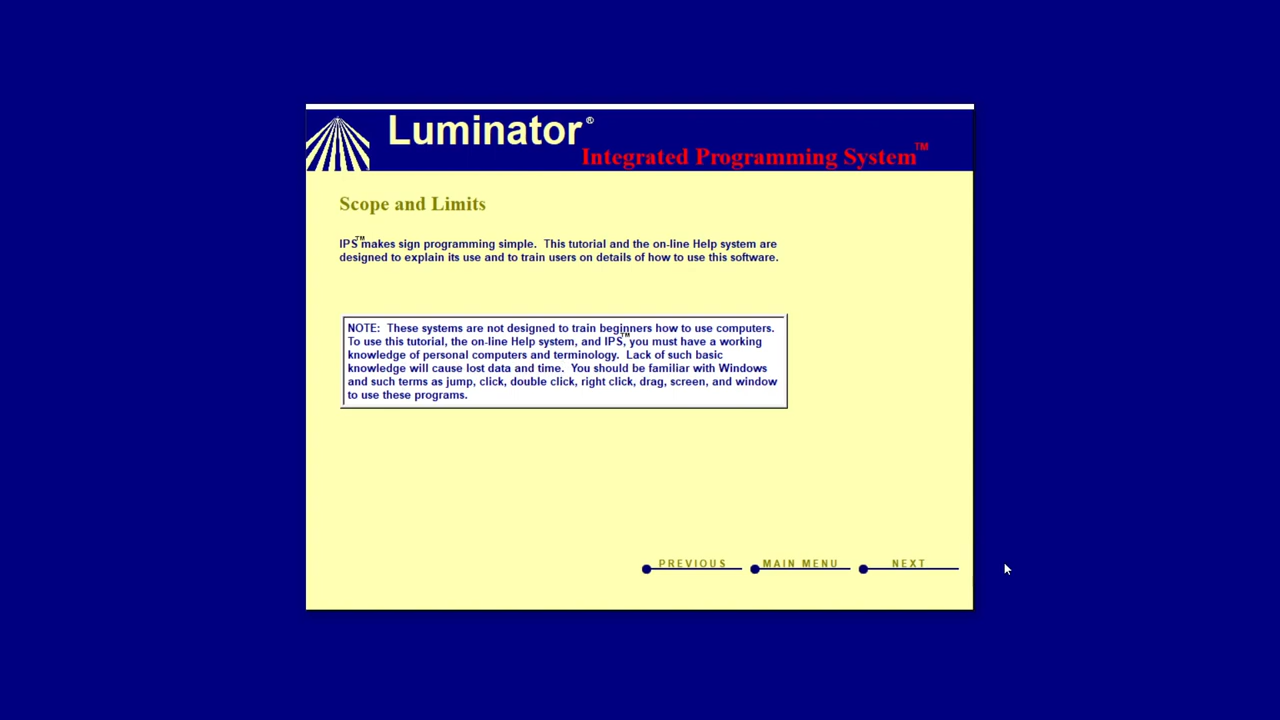 Luminator®
Integrated Programming System™
Scope and Limits
IPS™ makes sign programming simple.  This tutorial and the on-line Help system are
designed to explain its use and to train users on details of how to use this software.
NOTE:  These systems are not designed to train beginners how to use computers.
To use this tutorial, the on-line Help system, and IPS™, you must have a working
knowledge of personal computers and terminology.  Lack of such basic
knowledge will cause lost data and time.  You should be familiar with Windows
and such terms as jump, click, double click, right click, drag, screen, and window
to use these programs.
PREVIOUS MAIN MENU NEXT